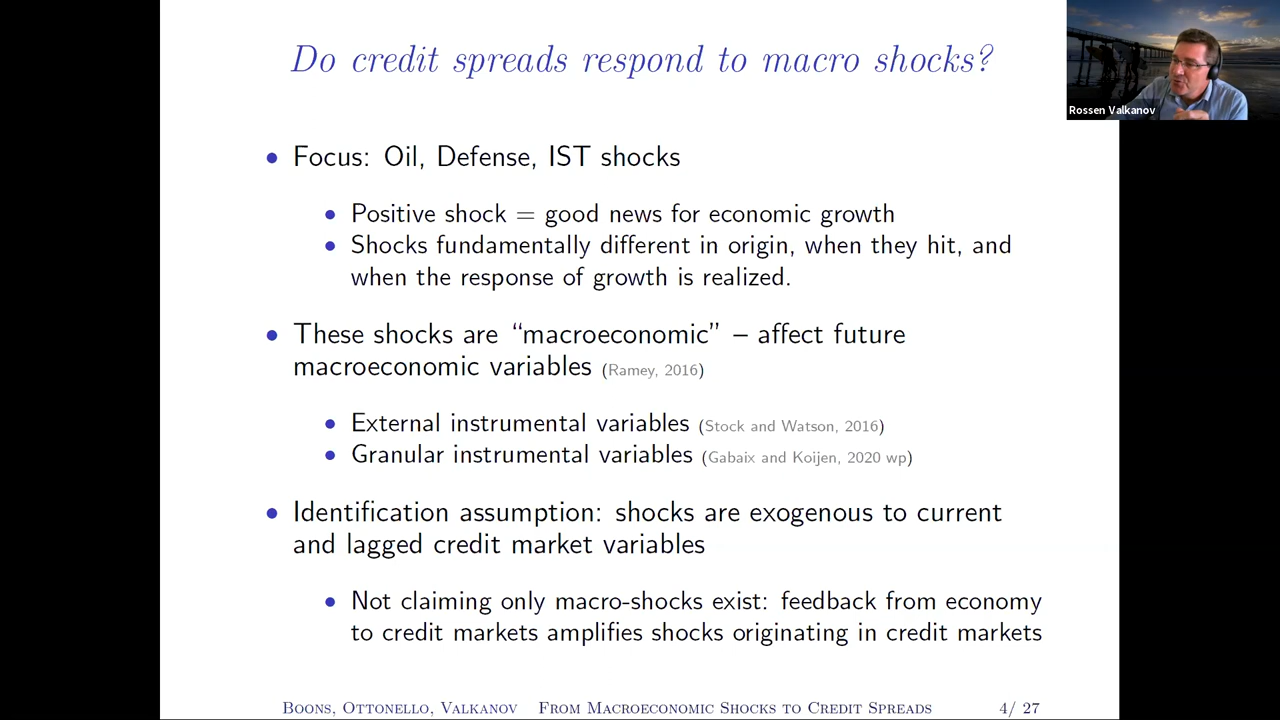 Do credit spreads respond to macro shocks?
Rossen Valkanov
• Focus: Oil, Defense, IST shocks
• Positive shock = good news for economic growth
• Shocks fundamentally different in origin, when they hit, and
when the response of growth is realized.
• These shocks are “macroeconomic” – affect future
macroeconomic variables (Ramey, 2016)
• External instrumental variables (Stock and Watson, 2016)
• Granular instrumental variables (Gabaix and Koijen, 2020 wp)
• Identification assumption: shocks are exogenous to current
and lagged credit market variables
• Not claiming only macro-shocks exist: feedback from economy
to credit markets amplifies shocks originating in credit markets
Boons, Ottonello, Valkanov From Macroeconomic Shocks to Credit Spreads 4/ 27